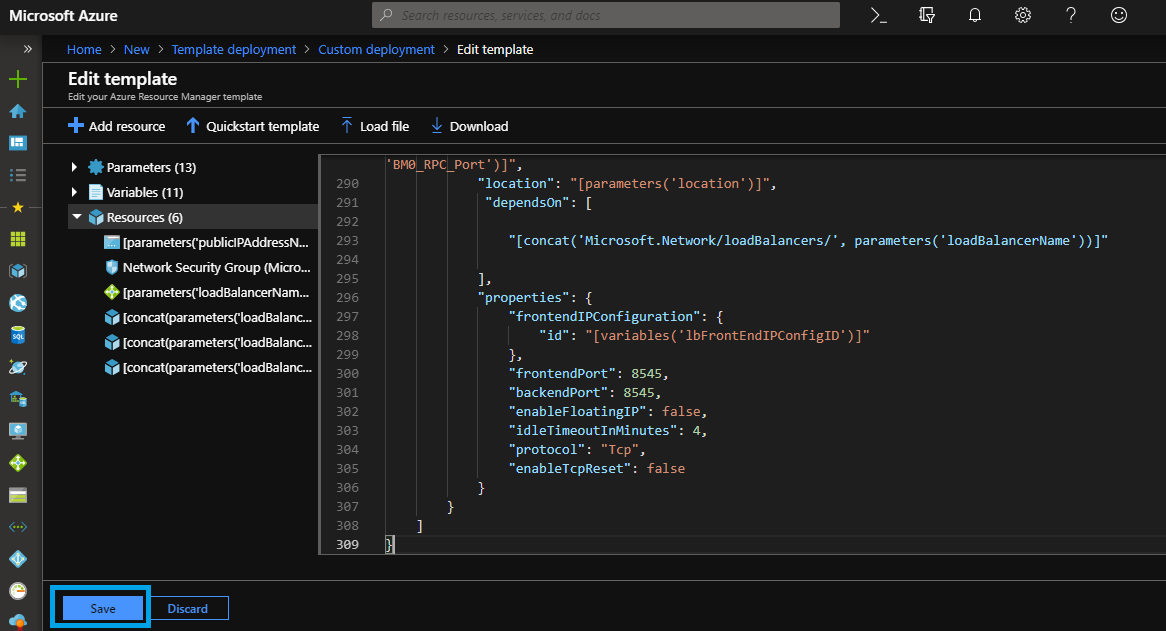 Microsoft Azure
Search resources, services, and docs
Home > New > Template deployment > Custom deployment > Edit template
Edit template
Edit your Azure Resource Manager template
Add resource Quickstart template Load file Download
Parameters (13)
Variables (11)
Resources (6)
[parameters('publicIPAddressN...
Network Security Group (Micro...
[parameters('loadBalancerNam...
[concat(parameters('loadBalanc...
[concat(parameters('loadBalanc...
[concat(parameters('loadBalanc...
'BM0_RPC_Port')]",
290 "location": "[parameters('location')]",
291 "dependsOn": [
292
293 "[concat('Microsoft.Network/loadBalancers/', parameters('loadBalancerName'))]"
294
295 ],
296 "properties": {
297 "frontendIPConfiguration": {
298 "id": "[variables('lbFrontEndIPConfigID')]"
299 },
300 "frontendPort": 8545,
301 "backendPort": 8545,
302 "enableFloatingIP": false,
303 "idleTimeoutInMinutes": 4,
304 "protocol": "Tcp",
305 "enableTcpReset": false
306 }
307 }
308 ]
309 }
Save Discard
SQL